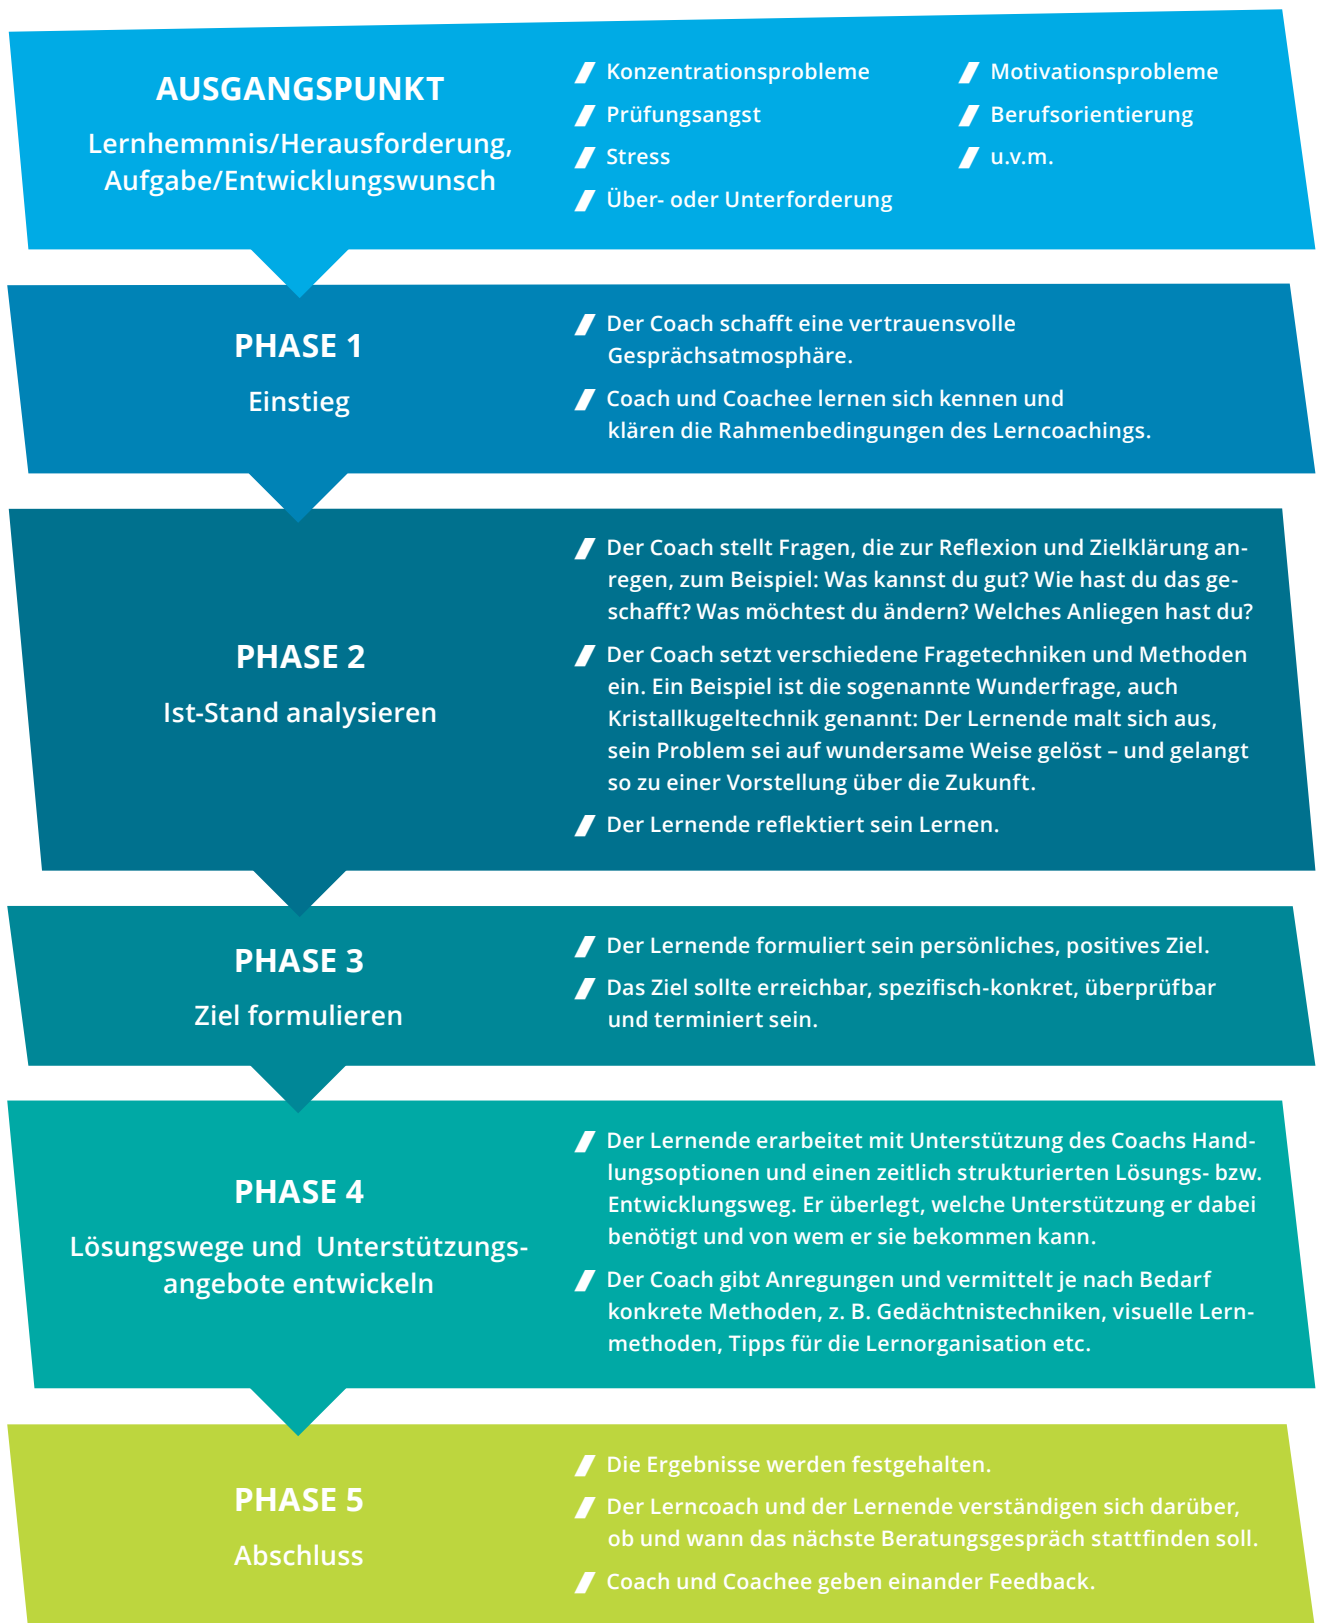 AUSGANGSPUNKT
Lernhemmnis/Herausforderung,
Aufgabe/Entwicklungswunsch
Konzentrationsprobleme
Prüfungsangst
Stress
Über- oder Unterforderung
Motivationsprobleme
Berufsorientierung
u.v.m.
PHASE 1
Einstieg
Der Coach schafft eine vertrauensvolle
Gesprächsatmosphäre.
Coach und Coachee lernen sich kennen und
klären die Rahmenbedingungen des Lerncoachings.
PHASE 2
Ist-Stand analysieren
Der Coach stellt Fragen, die zur Reflexion und Zielklärung an-
regen, zum Beispiel: Was kannst du gut? Wie hast du das ge-
schafft? Was möchtest du ändern? Welches Anliegen hast du?
Der Coach setzt verschiedene Fragetechniken und Methoden
ein. Ein Beispiel ist die sogenannte Wunderfrage, auch
Kristallkugeltechnik genannt: Der Lernende malt sich aus,
sein Problem sei auf wundersame Weise gelöst – und gelangt
so zu einer Vorstellung über die Zukunft.
Der Lernende reflektiert sein Lernen.
PHASE 3
Ziel formulieren
Der Lernende formuliert sein persönliches, positives Ziel.
Das Ziel sollte erreichbar, spezifisch-konkret, überprüfbar
und terminiert sein.
PHASE 4
Lösungswege und Unterstützungs-
angebote entwickeln
Der Lernende erarbeitet mit Unterstützung des Coachs Hand-
lungsoptionen und einen zeitlich strukturierten Lösungs- bzw.
Entwicklungsweg. Er überlegt, welche Unterstützung er dabei
benötigt und von wem er sie bekommen kann.
Der Coach gibt Anregungen und vermittelt je nach Bedarf
konkrete Methoden, z. B. Gedächtnistechniken, visuelle Lern-
methoden, Tipps für die Lernorganisation etc.
PHASE 5
Abschluss
Die Ergebnisse werden festgehalten.
Der Lerncoach und der Lernende verständigen sich darüber,
ob und wann das nächste Beratungsgespräch stattfinden soll.
Coach und Coachee geben einander Feedback.